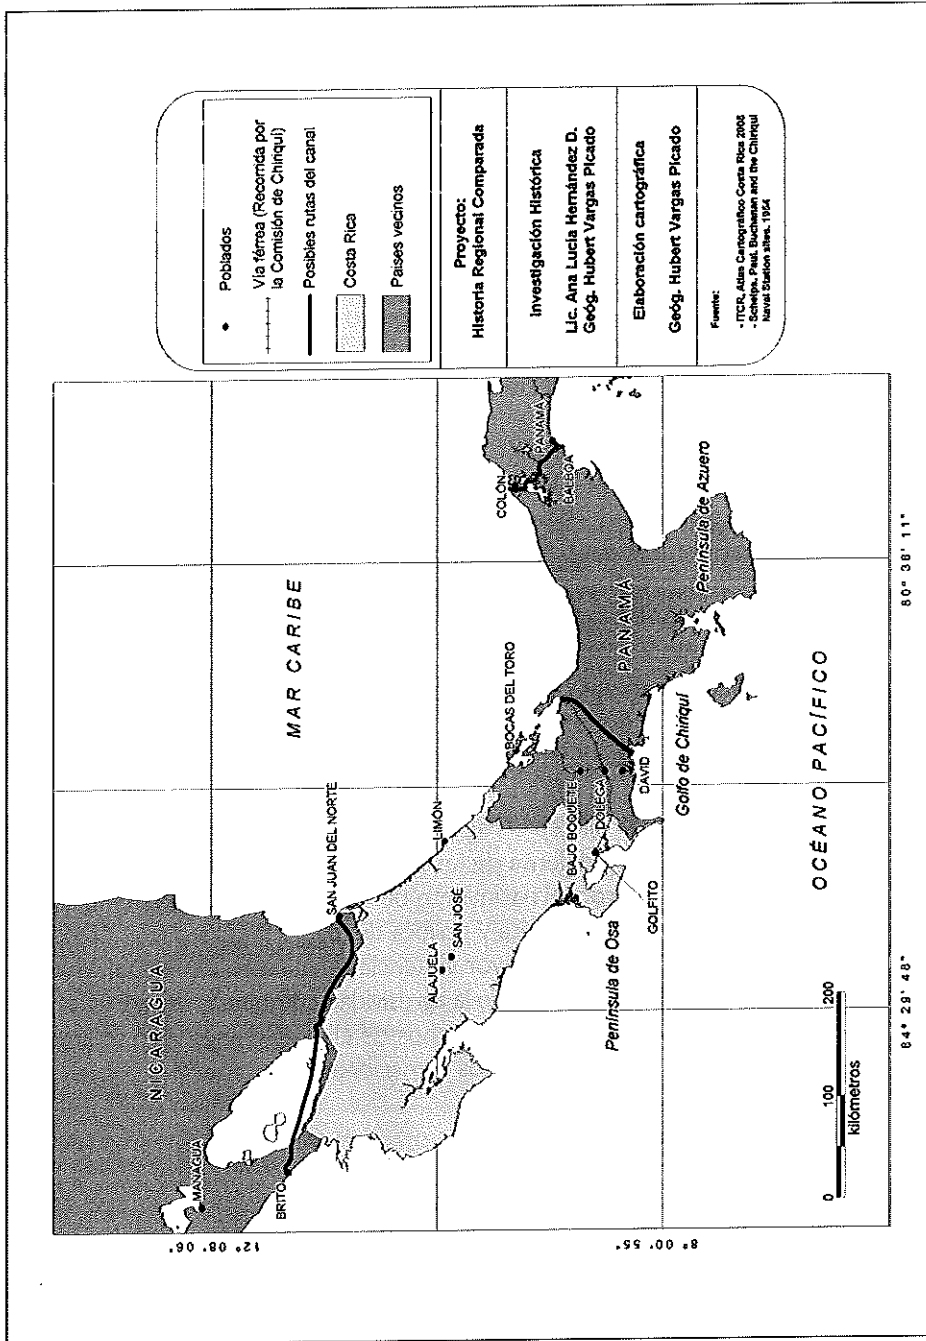 NICARAGUA
MANAGUA
BRITO
SAN JUAN DEL NORTE
MAR CARIBE
ALAJUELA
SAN JOSÉ
LIMÓN
BOCAS DEL TORO
COLÓN
PANAMÁ
BALBOA
PANAMÁ
BAJO BOQUETE
DOLEGA
DAVID
GOLFITO
Península de Osa
Golfo de Chiriquí
Península de Azuero
OCÉANO PACÍFICO
12° 08' 06"
8° 00' 55"
84° 29' 48"
80° 38' 11"
0 100 200
kilómetros
Poblados
Vía férrea (Recorrida por
la Comisión de Chiriquí)
Posibles rutas del canal
Costa Rica
Países vecinos
Proyecto:
Historia Regional Comparada
Investigación Histórica
Lic. Ana Lucía Hernández D.
Geóg. Hubert Vargas Picado
Elaboración cartográfica
Geóg. Hubert Vargas Picado
Fuente:
- ITCR, Atlas Cartográfico Costa Rica 2008
- Scheips, Paul. Buchanan and the Chiriqui
Naval Station sites. 1954